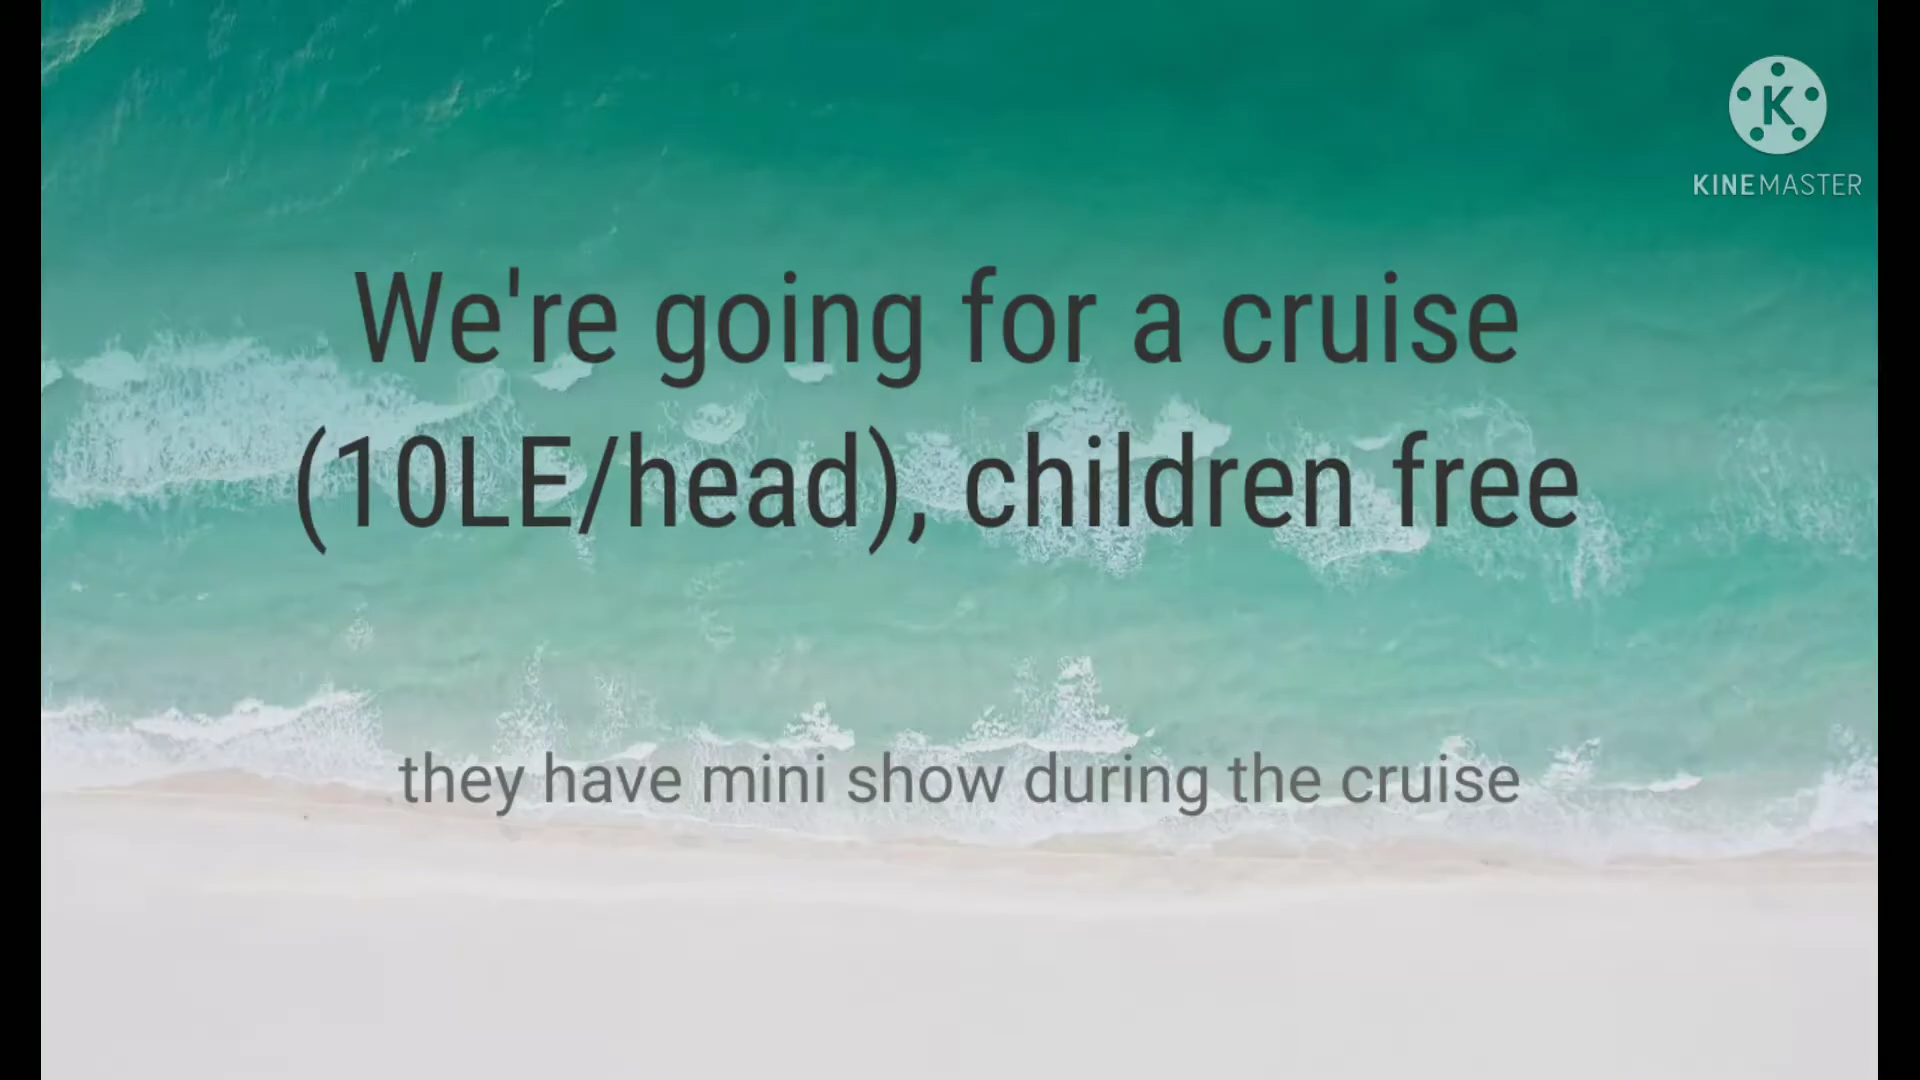 K
KINEMASTER
We're going for a cruise
(10LE/head), children free
they have mini show during the cruise